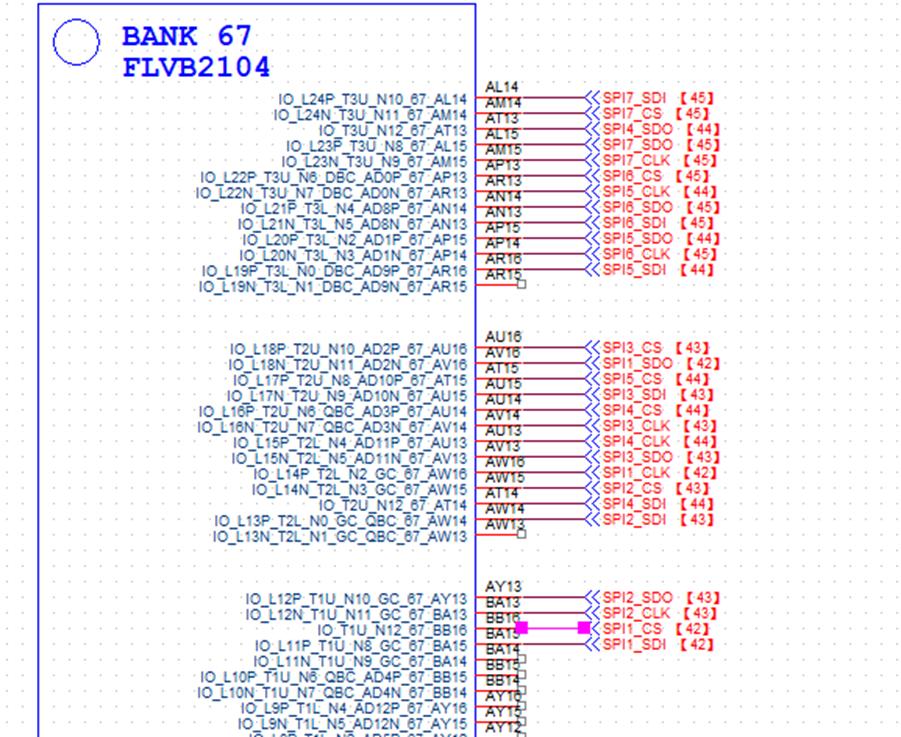 BANK 67
FLVB2104
IO_L24P_T3U_N10_67_AL14 AL14 SPI7_SDI 【45】
IO_L24N_T3U_N11_67_AM14 AM14 SPI7_CS 【45】
IO_T3U_N12_67_AT13 AT13 SPI4_SDO 【44】
IO_L23P_T3U_N8_67_AL15 AL15 SPI7_SDO 【45】
IO_L23N_T3U_N9_67_AM15 AM15 SPI7_CLK 【45】
IO_L22P_T3U_N6_DBC_AD0P_67_AP13 AP13 SPI6_CS 【45】
IO_L22N_T3U_N7_DBC_AD0N_67_AR13 AR13 SPI5_CLK 【44】
IO_L21P_T3L_N4_AD8P_67_AN14 AN14 SPI6_SDO 【45】
IO_L21N_T3L_N5_AD8N_67_AN13 AN13 SPI6_SDI 【45】
IO_L20P_T3L_N2_AD1P_67_AP15 AP15 SPI5_SDO 【44】
IO_L20N_T3L_N3_AD1N_67_AP14 AP14 SPI6_CLK 【45】
IO_L19P_T3L_N0_DBC_AD9P_67_AR16 AR16 SPI5_SDI 【44】
IO_L19N_T3L_N1_DBC_AD9N_67_AR15 AR15
IO_L18P_T2U_N10_AD2P_67_AU16 AU16 SPI3_CS 【43】
IO_L18N_T2U_N11_AD2N_67_AV16 AV16 SPI1_SDO 【42】
IO_L17P_T2U_N8_AD10P_67_AT15 AT15 SPI5_CS 【44】
IO_L17N_T2U_N9_AD10N_67_AU15 AU15 SPI3_SDI 【43】
IO_L16P_T2U_N6_QBC_AD3P_67_AU14 AU14 SPI4_CS 【44】
IO_L16N_T2U_N7_QBC_AD3N_67_AV14 AV14 SPI3_CLK 【43】
IO_L15P_T2L_N4_AD11P_67_AU13 AU13 SPI4_CLK 【44】
IO_L15N_T2L_N5_AD11N_67_AV13 AV13 SPI3_SDO 【43】
IO_L14P_T2L_N2_GC_67_AW16 AW16 SPI1_CLK 【42】
IO_L14N_T2L_N3_GC_67_AW15 AW15 SPI2_CS 【43】
IO_T2U_N12_67_AT14 AT14 SPI4_SDI 【44】
IO_L13P_T2L_N0_GC_QBC_67_AW14 AW14 SPI2_SDI 【43】
IO_L13N_T2L_N1_GC_QBC_67_AW13 AW13
IO_L12P_T1U_N10_GC_67_AY13 AY13 SPI2_SDO 【43】
IO_L12N_T1U_N11_GC_67_BA13 BA13 SPI2_CLK 【43】
IO_T1U_N12_67_BB16 BB16 SPI1_CS 【42】
IO_L11P_T1U_N8_GC_67_BA15 BA15 SPI1_SDI 【42】
IO_L11N_T1U_N9_GC_67_BA14 BA14
IO_L10P_T1U_N6_QBC_AD4P_67_BB15 BB15
IO_L10N_T1U_N7_QBC_AD4N_67_BB14 BB14
IO_L9P_T1L_N4_AD12P_67_AY16 AY16
IO_L9N_T1L_N5_AD12N_67_AY15 AY15
AY12